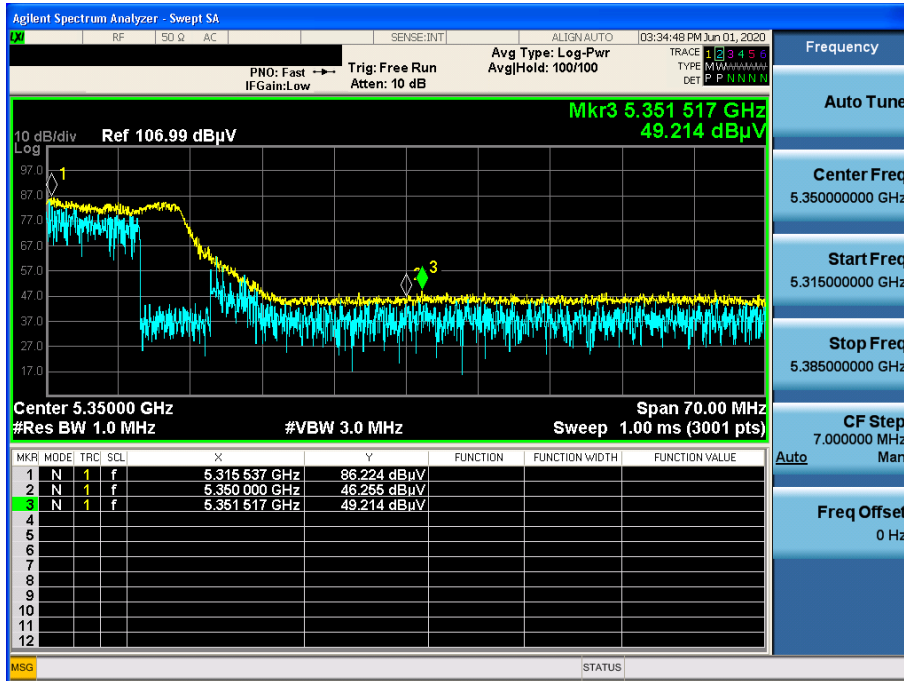 Agilent Spectrum Analyzer - Swept SA
LXI RF 50 Ω AC SENSE:INT ALIGN AUTO 03:34:48 PM Jun 01, 2020
PNO: Fast Trig: Free Run Avg Type: Log-Pwr TRACE 1 2 3 4 5 6
IFGain:Low Atten: 10 dB Avg|Hold: 100/100 TYPE M W W W W W
DET P P N N N N
Mkr3 5.351 517 GHz
49.214 dBµV
10 dB/div Ref 106.99 dBµV
Log
97.0
87.0
77.0
67.0
57.0
47.0
37.0
27.0
17.0
1
2
3
Center 5.35000 GHz Span 70.00 MHz
#Res BW 1.0 MHz #VBW 3.0 MHz Sweep 1.00 ms (3001 pts)
MKR MODE TRC SCL X Y FUNCTION FUNCTION WIDTH FUNCTION VALUE
1 N 1 f 5.315 537 GHz 86.224 dBµV
2 N 1 f 5.350 000 GHz 46.255 dBµV
3 N 1 f 5.351 517 GHz 49.214 dBµV
4
5
6
7
8
9
10
11
12
MSG STATUS
Frequency
Auto Tune
Center Freq
5.350000000 GHz
Start Freq
5.315000000 GHz
Stop Freq
5.385000000 GHz
CF Step
7.000000 MHz
Auto Man
Freq Offset
0 Hz